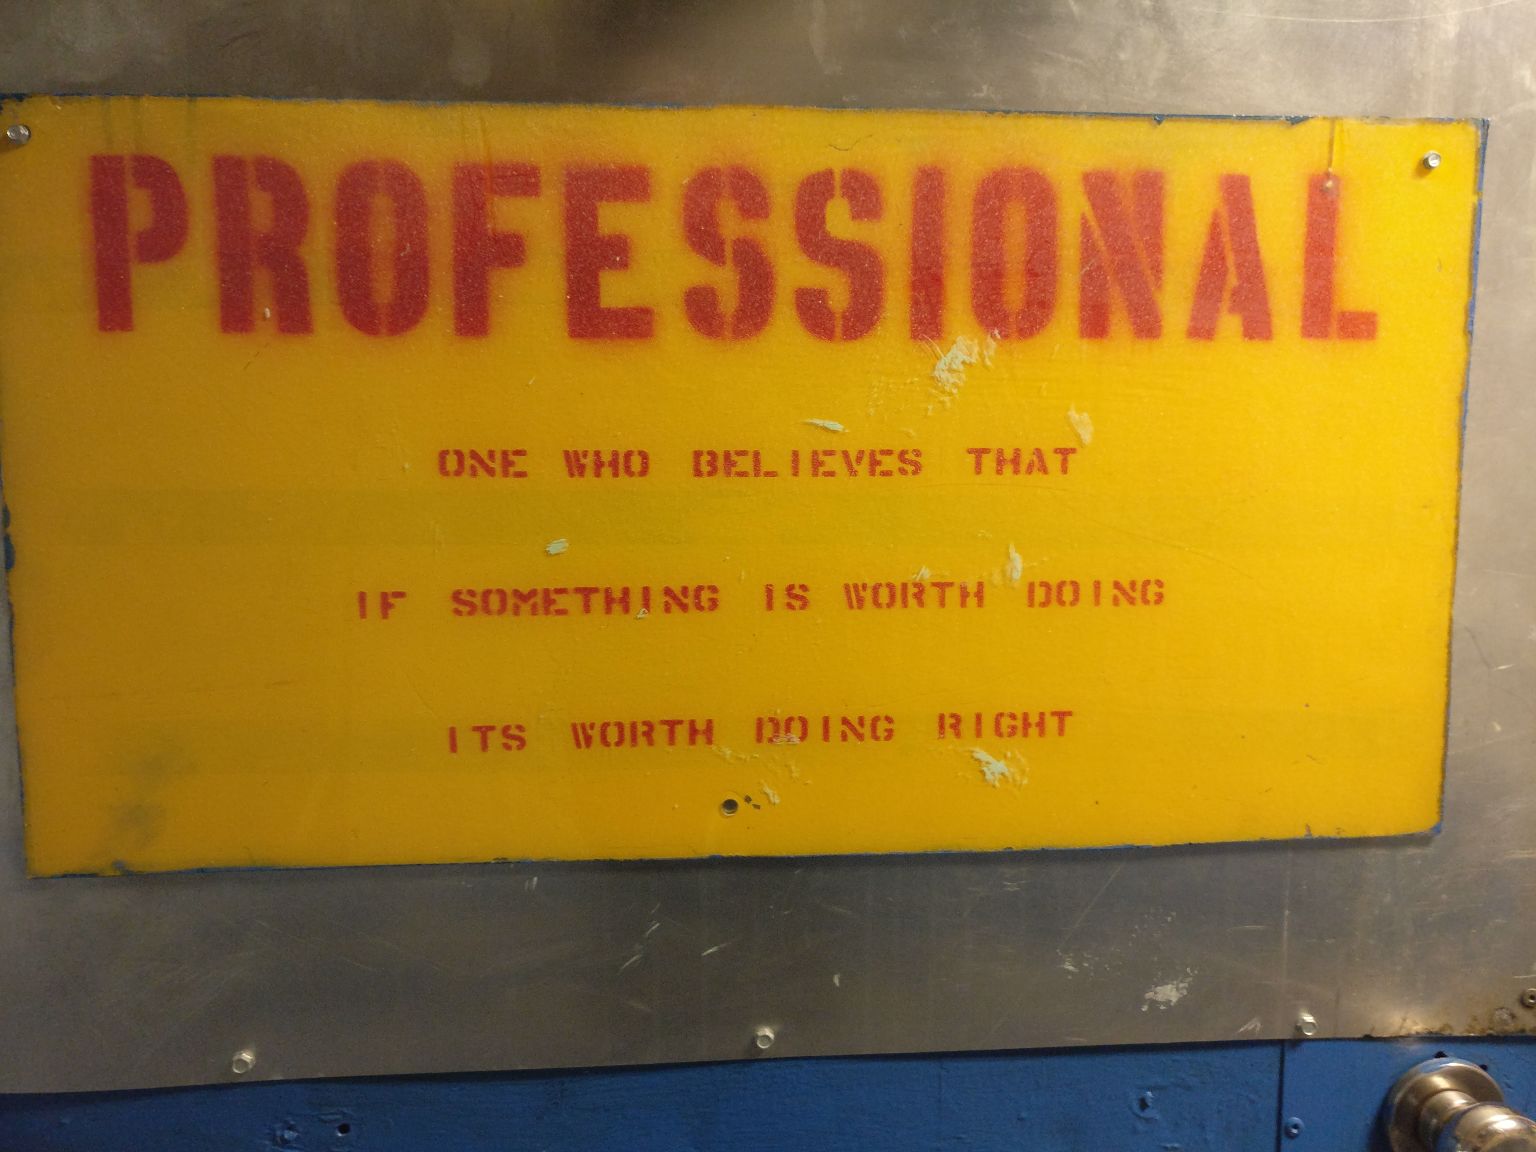 PROFESSIONAL
ONE WHO BELIEVES THAT
IF SOMETHING IS WORTH DOING
ITS WORTH DOING RIGHT